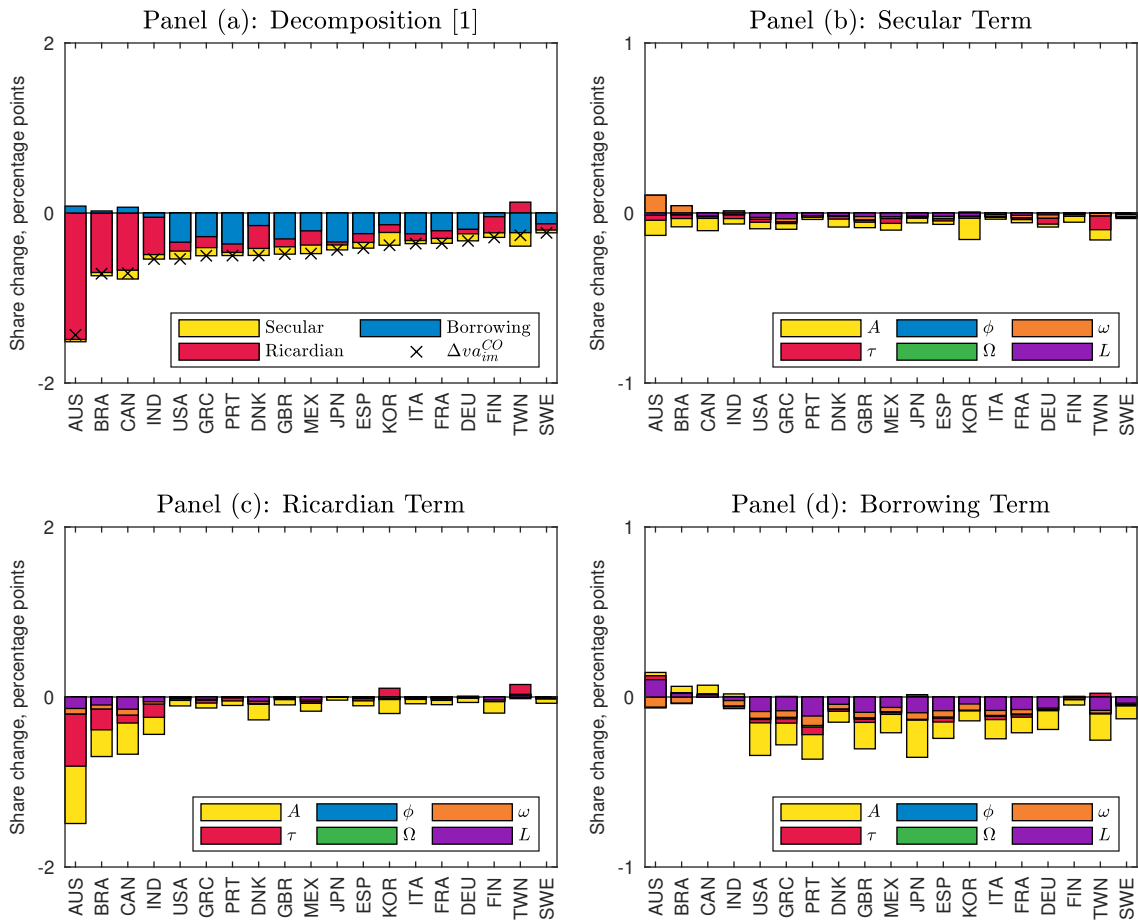 Panel (a): Decomposition [1]
Share change, percentage points
2
0
-2
Secular
Borrowing
Ricardian
Δva_{im}^{CO}
AUS BRA CAN IND USA GRC PRT DNK GBR MEX JPN ESP KOR ITA FRA DEU FIN TWN SWE
Panel (b): Secular Term
Share change, percentage points
1
0
-1
A ϕ ω
τ Ω L
AUS BRA CAN IND USA GRC PRT DNK GBR MEX JPN ESP KOR ITA FRA DEU FIN TWN SWE
Panel (c): Ricardian Term
Share change, percentage points
2
0
-2
A ϕ ω
τ Ω L
AUS BRA CAN IND USA GRC PRT DNK GBR MEX JPN ESP KOR ITA FRA DEU FIN TWN SWE
Panel (d): Borrowing Term
Share change, percentage points
1
0
-1
A ϕ ω
τ Ω L
AUS BRA CAN IND USA GRC PRT DNK GBR MEX JPN ESP KOR ITA FRA DEU FIN TWN SWE